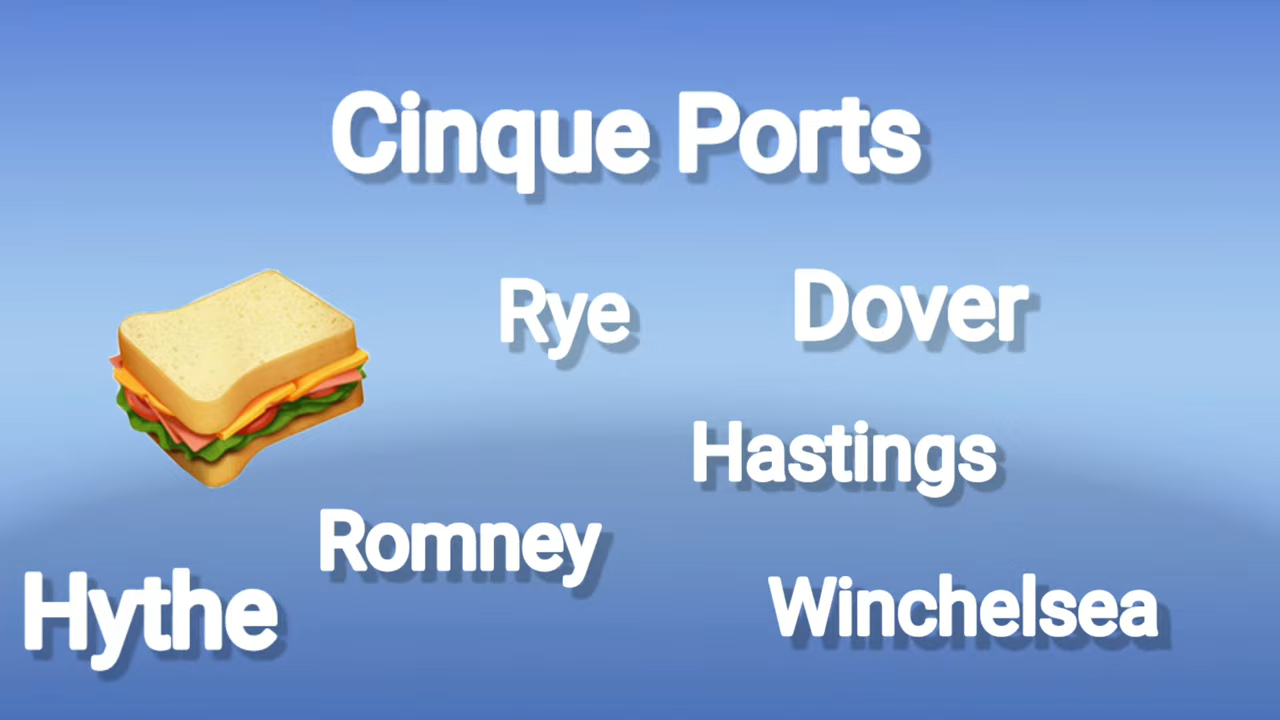 Cinque Ports
Rye
Dover
Hastings
Romney
Hythe
Winchelsea